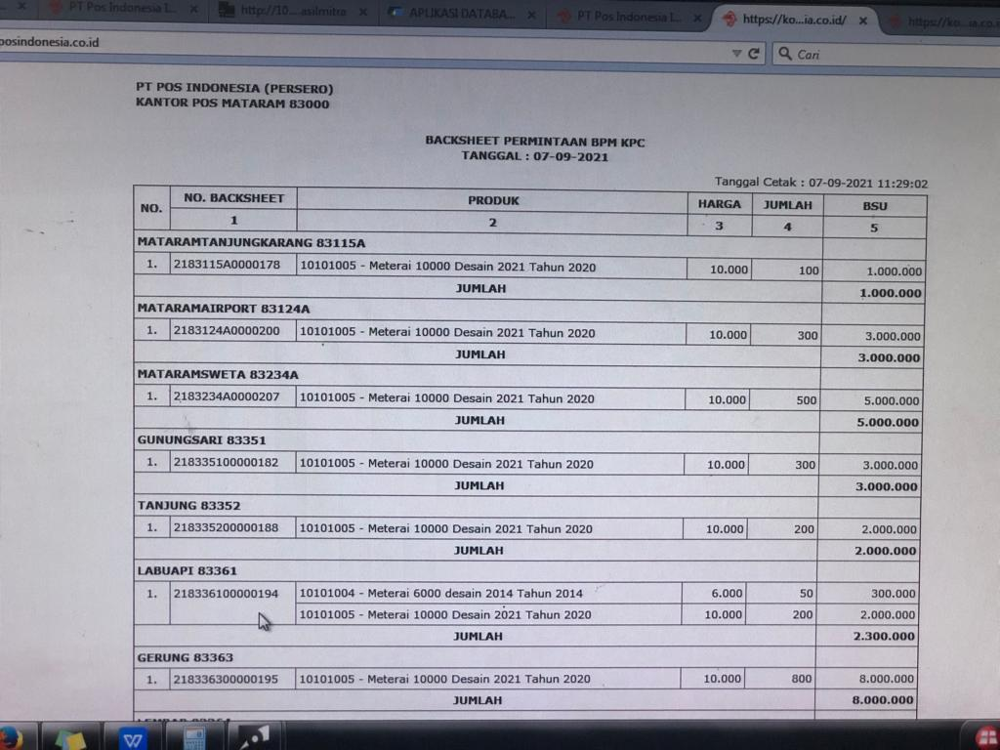 PT Pos Indonesia I...
http://10....asilmitra
APLIKASI DATABA...
PT Pos Indonesia I...
https://ko...ia.co.id/
https://ko...ia.co.id/
posindonesia.co.id
Cari
PT POS INDONESIA (PERSERO)
KANTOR POS MATARAM 83000
BACKSHEET PERMINTAAN BPM KPC
TANGGAL : 07-09-2021
Tanggal Cetak : 07-09-2021 11:29:02
NO. NO. BACKSHEET PRODUK HARGA JUMLAH BSU
1 2 3 4 5
MATARAMTANJUNGKARANG 83115A
1. 2183115A0000178 10101005 - Meterai 10000 Desain 2021 Tahun 2020 10.000 100 1.000.000
JUMLAH 1.000.000
MATARAMAIRPORT 83124A
1. 2183124A0000200 10101005 - Meterai 10000 Desain 2021 Tahun 2020 10.000 300 3.000.000
JUMLAH 3.000.000
MATARAMSWETA 83234A
1. 2183234A0000207 10101005 - Meterai 10000 Desain 2021 Tahun 2020 10.000 500 5.000.000
JUMLAH 5.000.000
GUNUNGSARI 83351
1. 218335100000182 10101005 - Meterai 10000 Desain 2021 Tahun 2020 10.000 300 3.000.000
JUMLAH 3.000.000
TANJUNG 83352
1. 218335200000188 10101005 - Meterai 10000 Desain 2021 Tahun 2020 10.000 200 2.000.000
JUMLAH 2.000.000
LABUAPI 83361
1. 218336100000194 10101004 - Meterai 6000 desain 2014 Tahun 2014 6.000 50 300.000
10101005 - Meterai 10000 Desain 2021 Tahun 2020 10.000 200 2.000.000
JUMLAH 2.300.000
GERUNG 83363
1. 218336300000195 10101005 - Meterai 10000 Desain 2021 Tahun 2020 10.000 800 8.000.000
JUMLAH 8.000.000